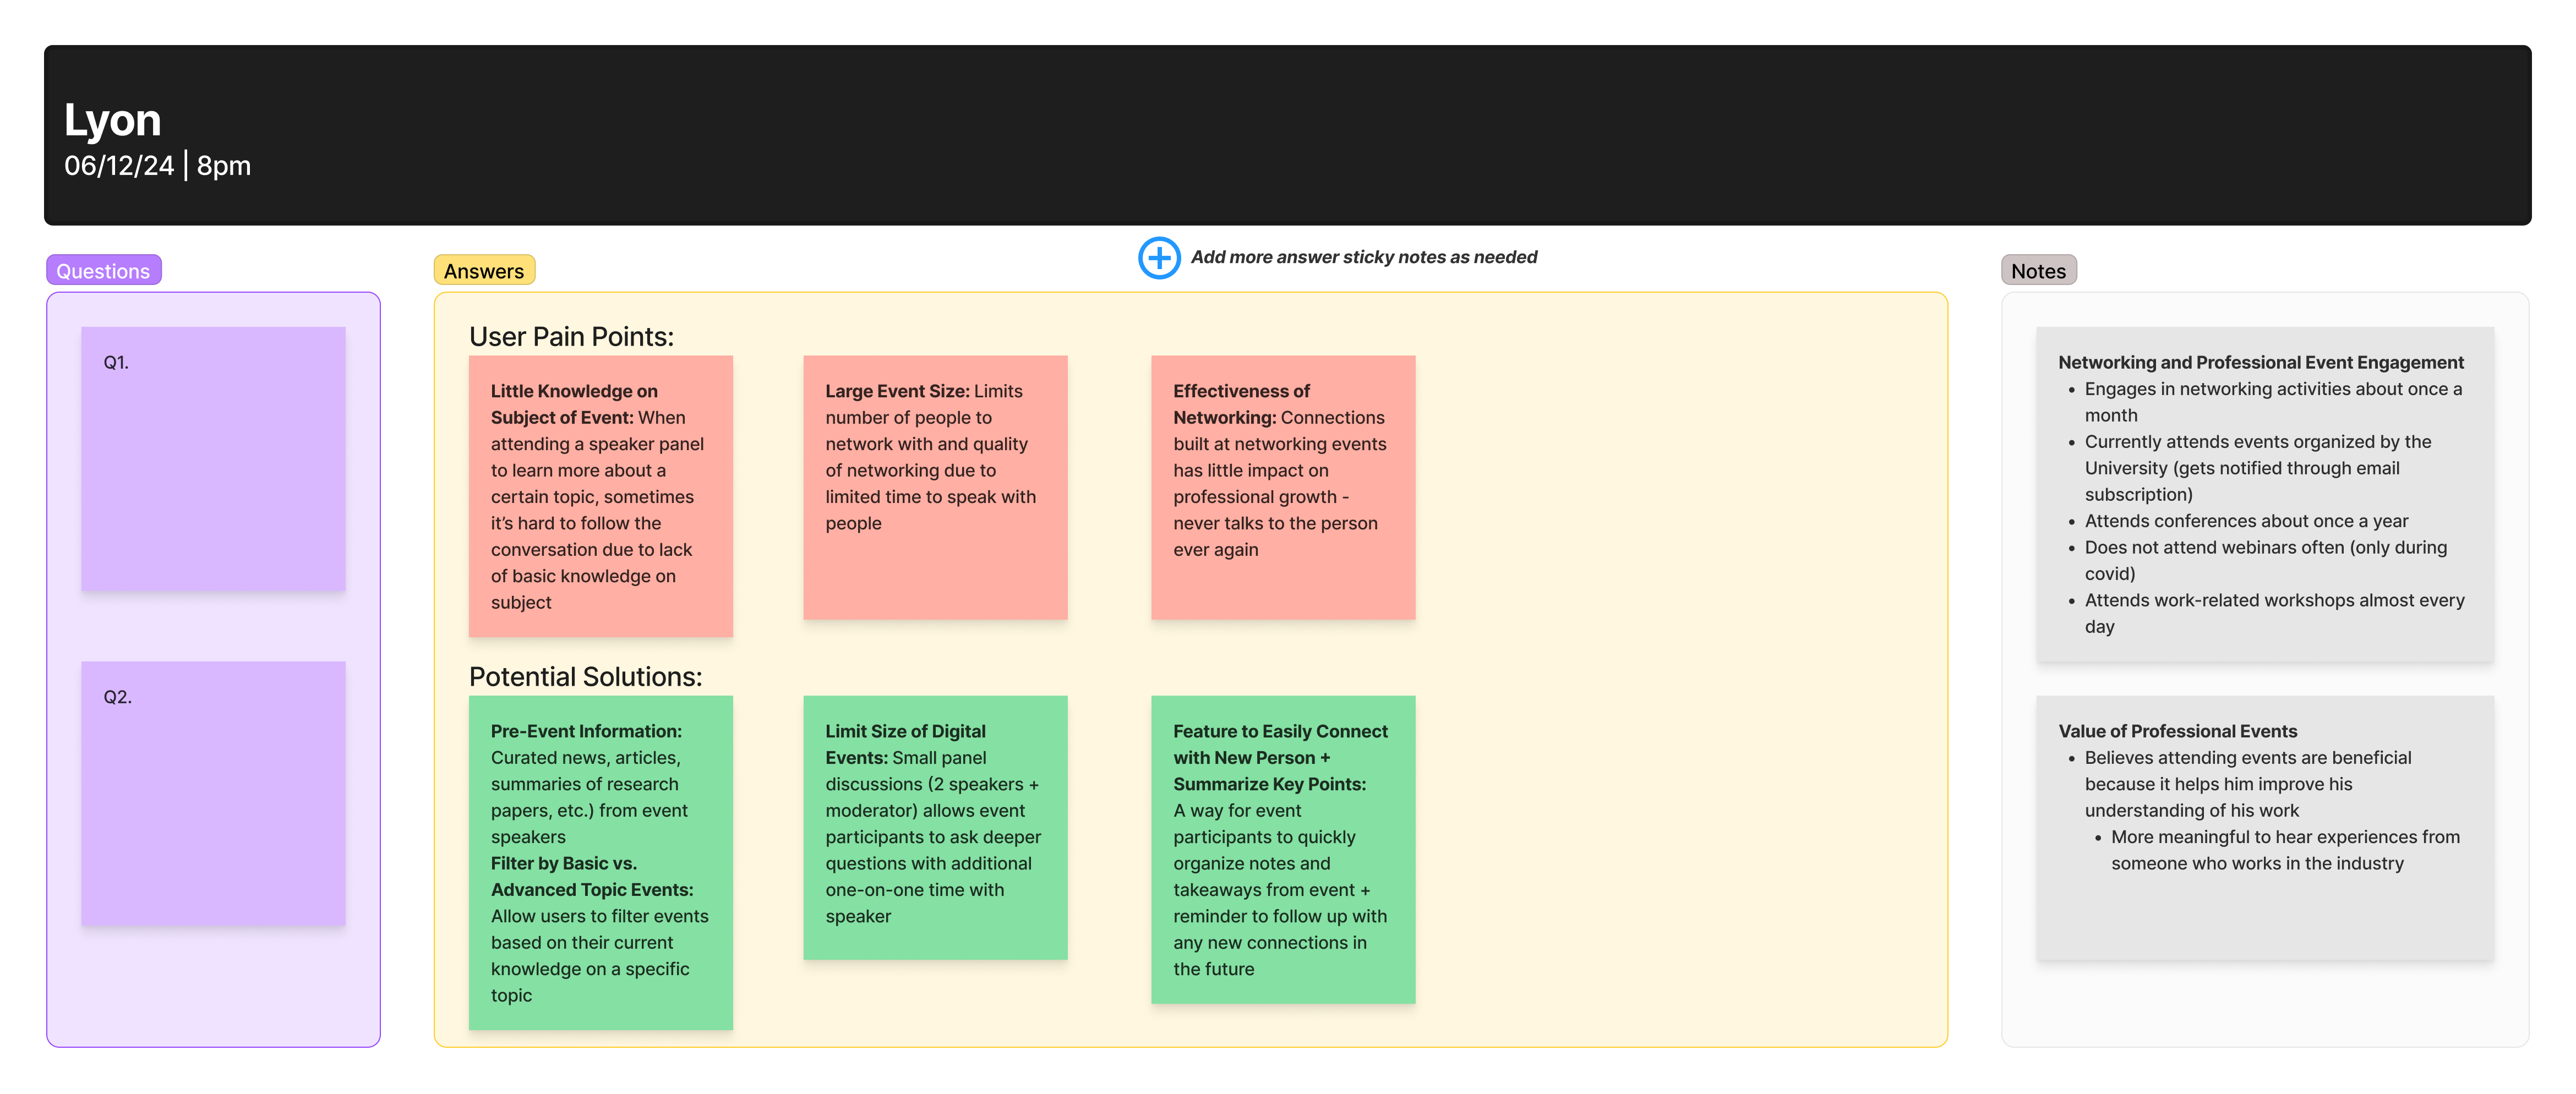 Lyon
06/12/24 | 8pm
Add more answer sticky notes as needed
Questions
Q1.
Q2.
Answers
User Pain Points:
Little Knowledge on
Subject of Event: When
attending a speaker panel
to learn more about a
certain topic, sometimes
it’s hard to follow the
conversation due to lack
of basic knowledge on
subject
Large Event Size: Limits
number of people to
network with and quality
of networking due to
limited time to speak with
people
Effectiveness of
Networking: Connections
built at networking events
has little impact on
professional growth -
never talks to the person
ever again
Potential Solutions:
Pre-Event Information:
Curated news, articles,
summaries of research
papers, etc.) from event
speakers
Filter by Basic vs.
Advanced Topic Events:
Allow users to filter events
based on their current
knowledge on a specific
topic
Limit Size of Digital
Events: Small panel
discussions (2 speakers +
moderator) allows event
participants to ask deeper
questions with additional
one-on-one time with
speaker
Feature to Easily Connect
with New Person +
Summarize Key Points:
A way for event
participants to quickly
organize notes and
takeaways from event +
reminder to follow up with
any new connections in
the future
Notes
Networking and Professional Event Engagement
• Engages in networking activities about once a
month
• Currently attends events organized by the
University (gets notified through email
subscription)
• Attends conferences about once a year
• Does not attend webinars often (only during
covid)
• Attends work-related workshops almost every
day
Value of Professional Events
• Believes attending events are beneficial
because it helps him improve his
understanding of his work
• More meaningful to hear experiences from
someone who works in the industry